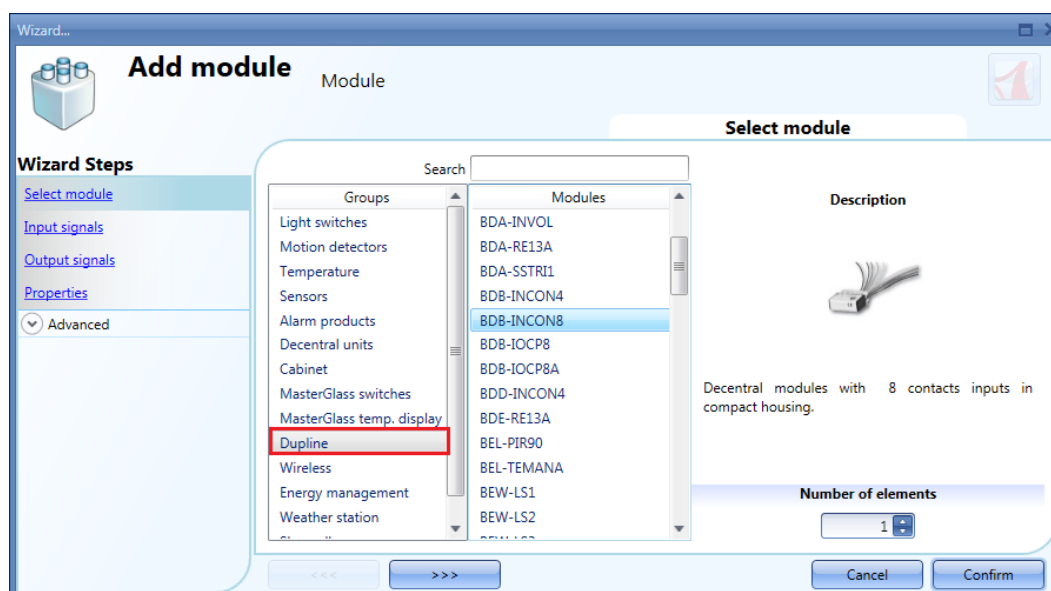 Wizard...
Add module
Module
Select module
Wizard Steps
Select module
Input signals
Output signals
Properties
Advanced
Search
Groups
Light switches
Motion detectors
Temperature
Sensors
Alarm products
Decentral units
Cabinet
MasterGlass switches
MasterGlass temp. display
Dupline
Wireless
Energy management
Weather station
Modules
BDA-INVOL
BDA-RE13A
BDA-SSTRI1
BDB-INCON4
BDB-INCON8
BDB-IOCP8
BDB-IOCP8A
BDD-INCON4
BDE-RE13A
BEL-PIR90
BEL-TEMANA
BEW-LS1
BEW-LS2
Description
Decentral modules with 8 contacts inputs in
compact housing.
Number of elements
1
<<<
>>>
Cancel
Confirm